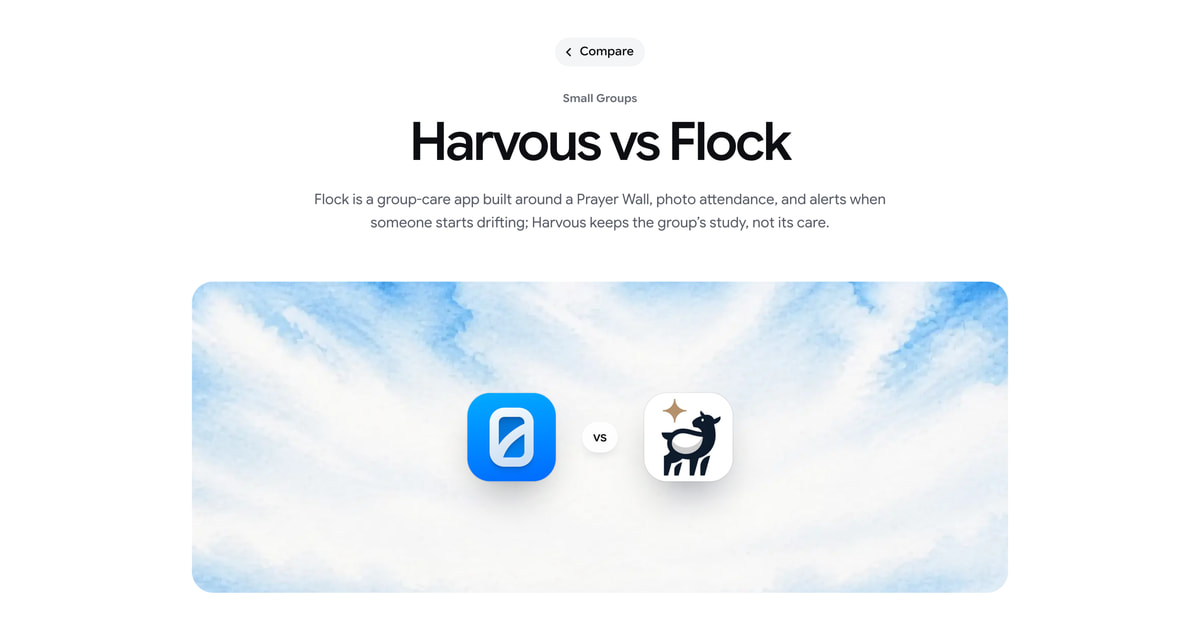 Compare
Small Groups
Harvous vs Flock
Flock is a group-care app built around a Prayer Wall, photo attendance, and alerts when
someone starts drifting; Harvous keeps the group’s study, not its care.
vs